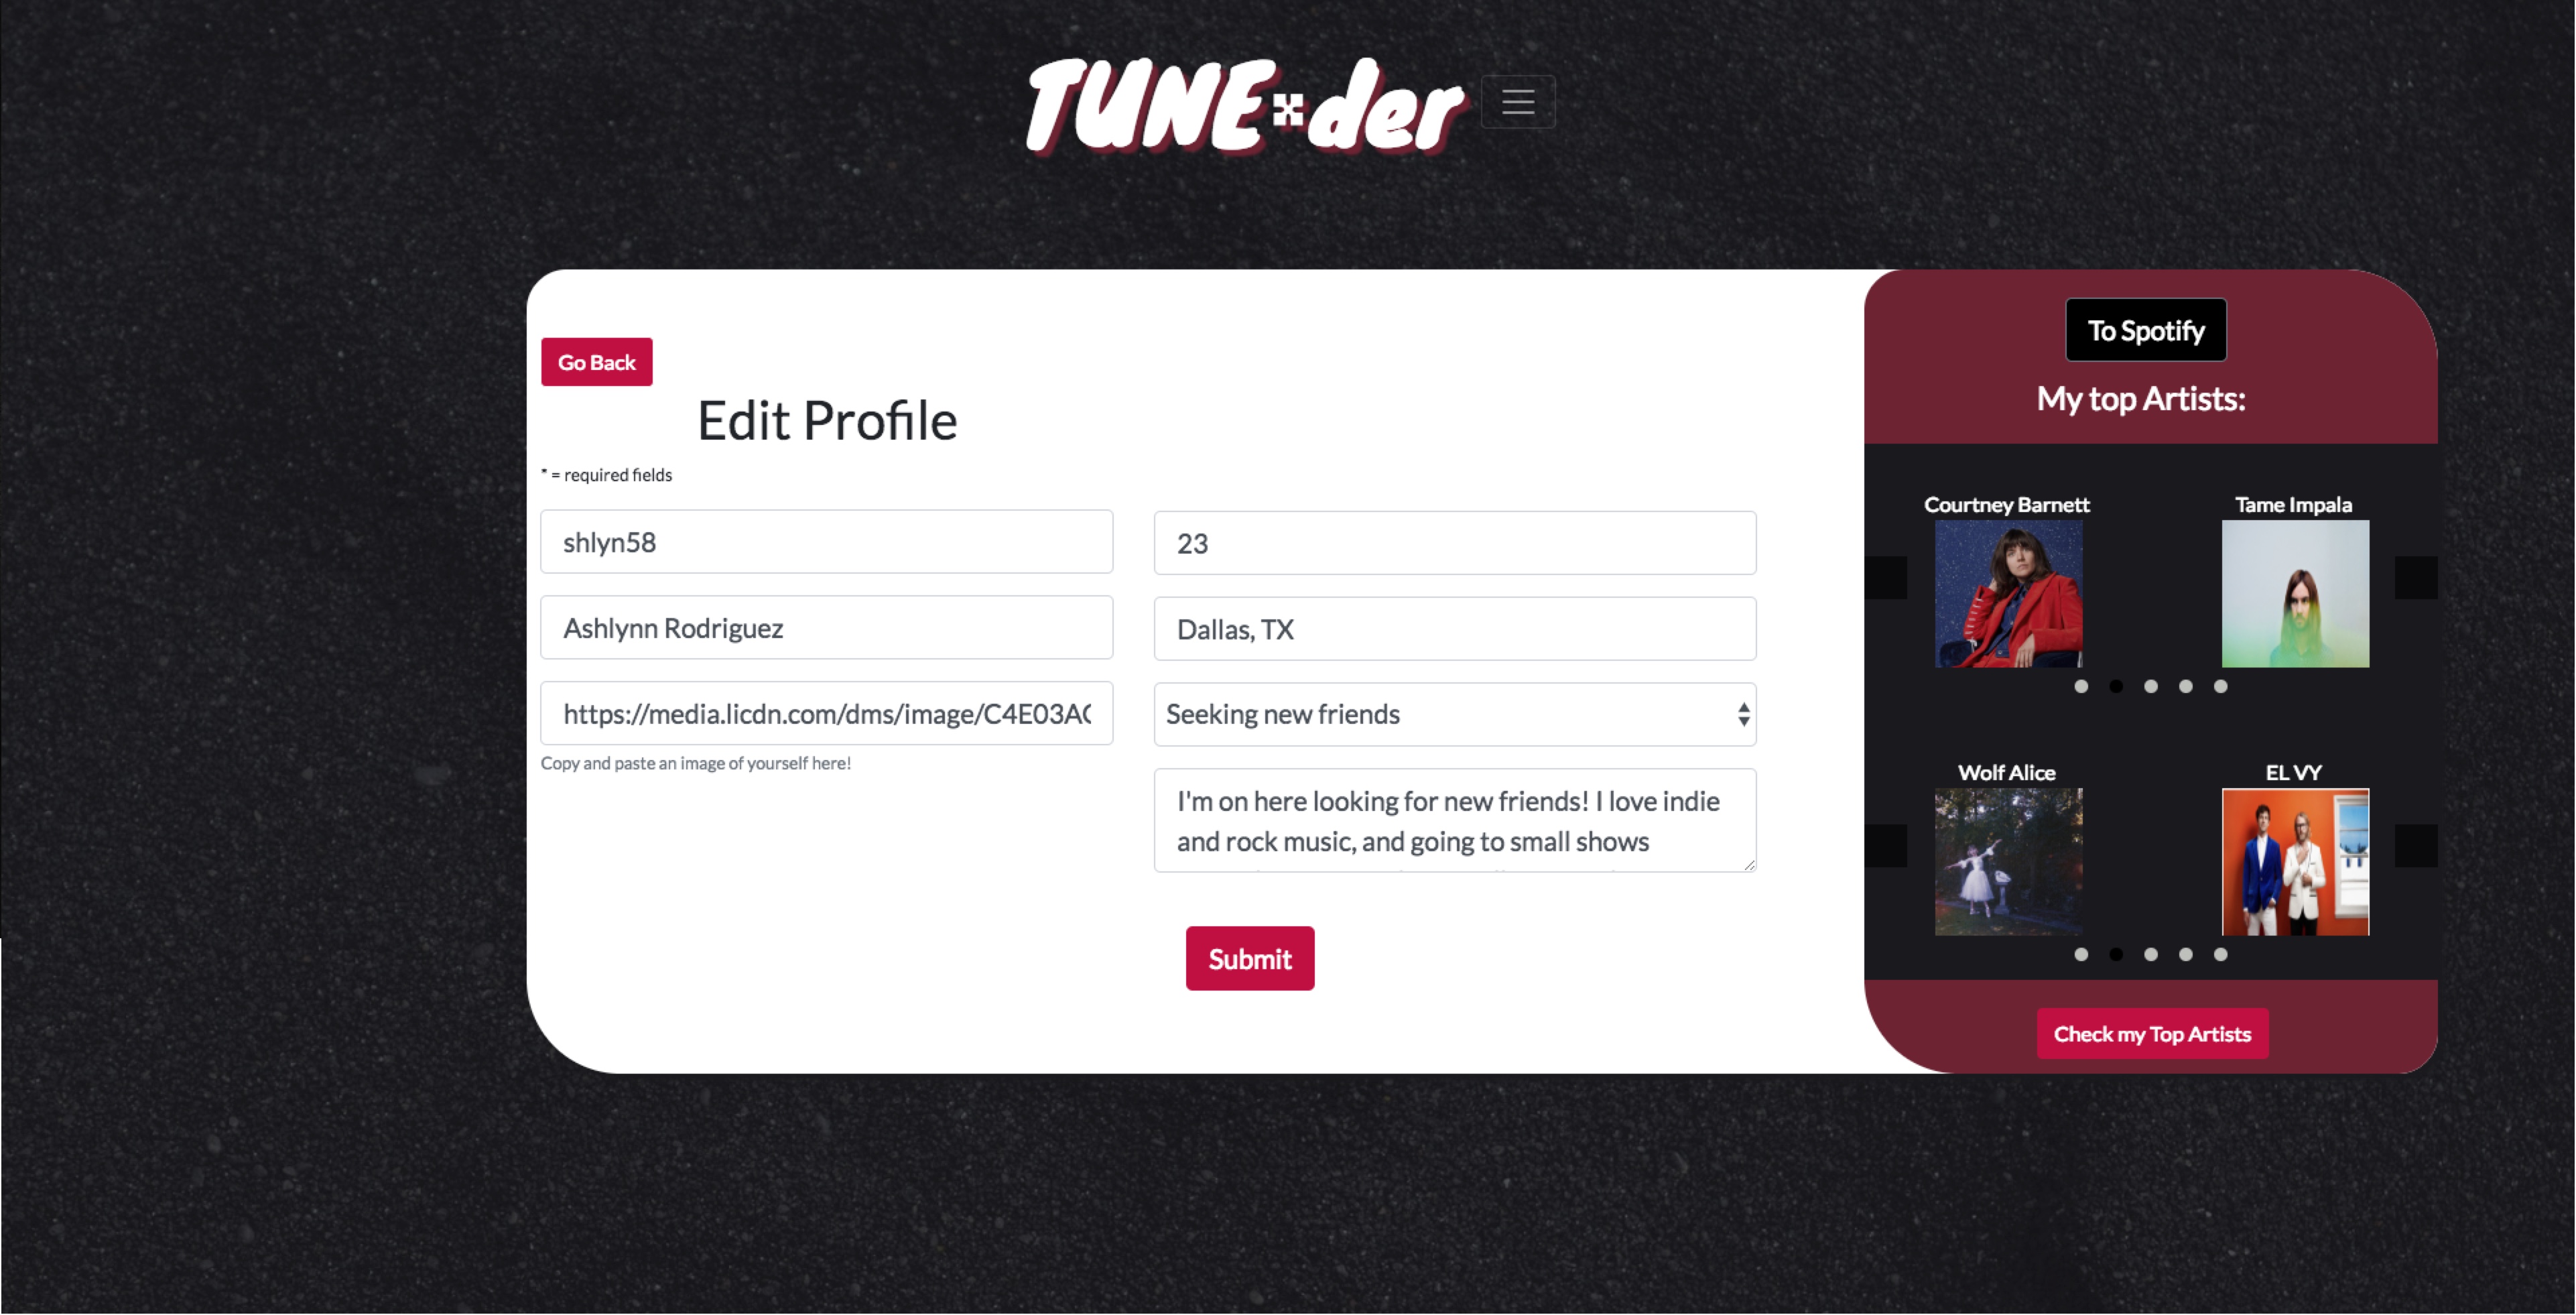 TUNE der
Go Back
Edit Profile
* = required fields
shlyn58
23
Ashlynn Rodriguez
Dallas, TX
https://media.licdn.com/dms/image/C4E03A
Seeking new friends
Copy and paste an image of yourself here!
I'm on here looking for new friends! I love indie
and rock music, and going to small shows
Submit
To Spotify
My top Artists:
Courtney Barnett
Tame Impala
Wolf Alice
EL VY
Check my Top Artists